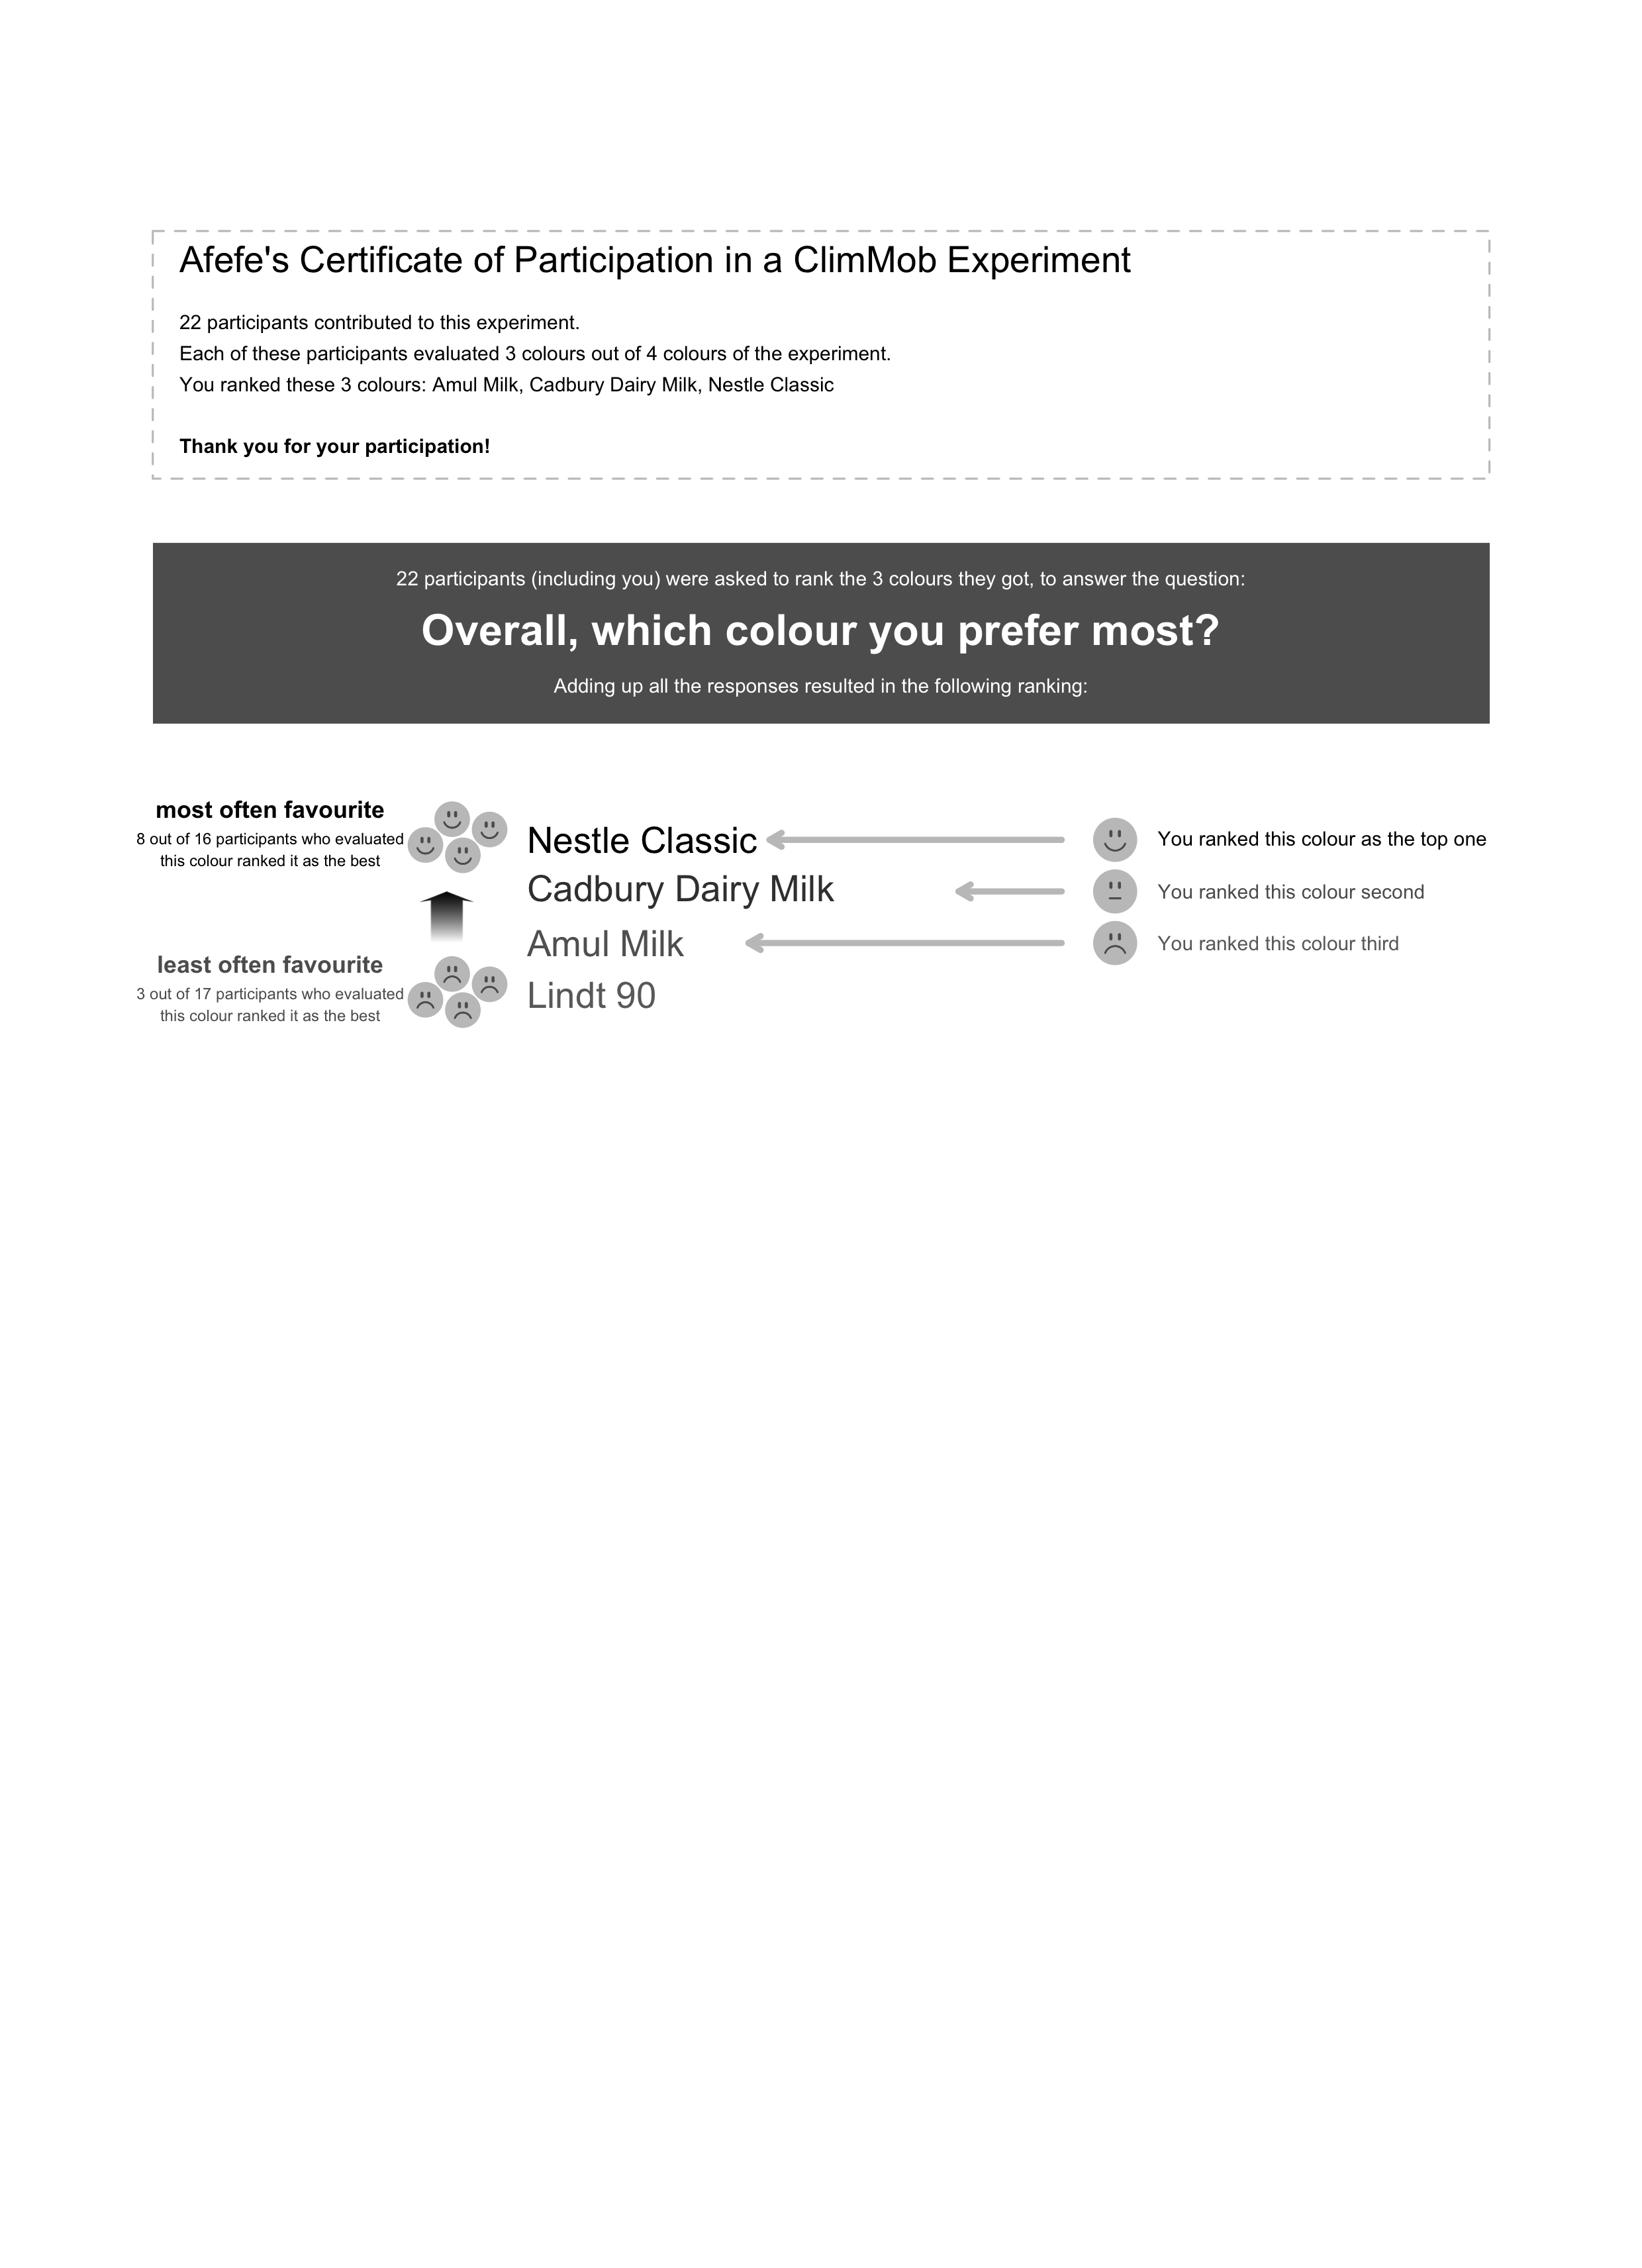 Afefe's Certificate of Participation in a ClimMob Experiment
22 participants contributed to this experiment.
Each of these participants evaluated 3 colours out of 4 colours of the experiment.
You ranked these 3 colours: Amul Milk, Cadbury Dairy Milk, Nestle Classic
Thank you for your participation!
22 participants (including you) were asked to rank the 3 colours they got, to answer the question:
Overall, which colour you prefer most?
Adding up all the responses resulted in the following ranking:
most often favourite
8 out of 16 participants who evaluated
this colour ranked it as the best
Nestle Classic
You ranked this colour as the top one
Cadbury Dairy Milk
You ranked this colour second
Amul Milk
You ranked this colour third
least often favourite
3 out of 17 participants who evaluated
this colour ranked it as the best
Lindt 90